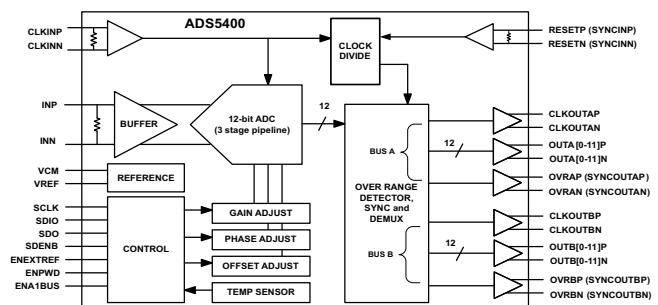 ADS5400
CLKINP
CLKINN
CLOCK
DIVIDE
RESETP (SYNCINP)
RESETN (SYNCINN)
INP
INN
BUFFER
12-bit ADC
(3 stage pipeline)
12
VCM
VREF
REFERENCE
SCLK
SDIO
SDO
SDENB
ENEXTREF
ENPWD
ENA1BUS
CONTROL
GAIN ADJUST
PHASE ADJUST
OFFSET ADJUST
TEMP SENSOR
BUS A
OVER RANGE
DETECTOR,
SYNC and
DEMUX
BUS B
12
12
CLKOUTAP
CLKOUTAN
OUTA [0-11]P
OUTA [0-11]N
OVRAP (SYNCOUTAP)
OVRAN (SYNCOUTAN)
CLKOUTBP
CLKOUTBN
OUTB[0-11]P
OUTB[0-11]N
OVRBP (SYNCOUTBP)
OVRBN (SYNCOUTBN)